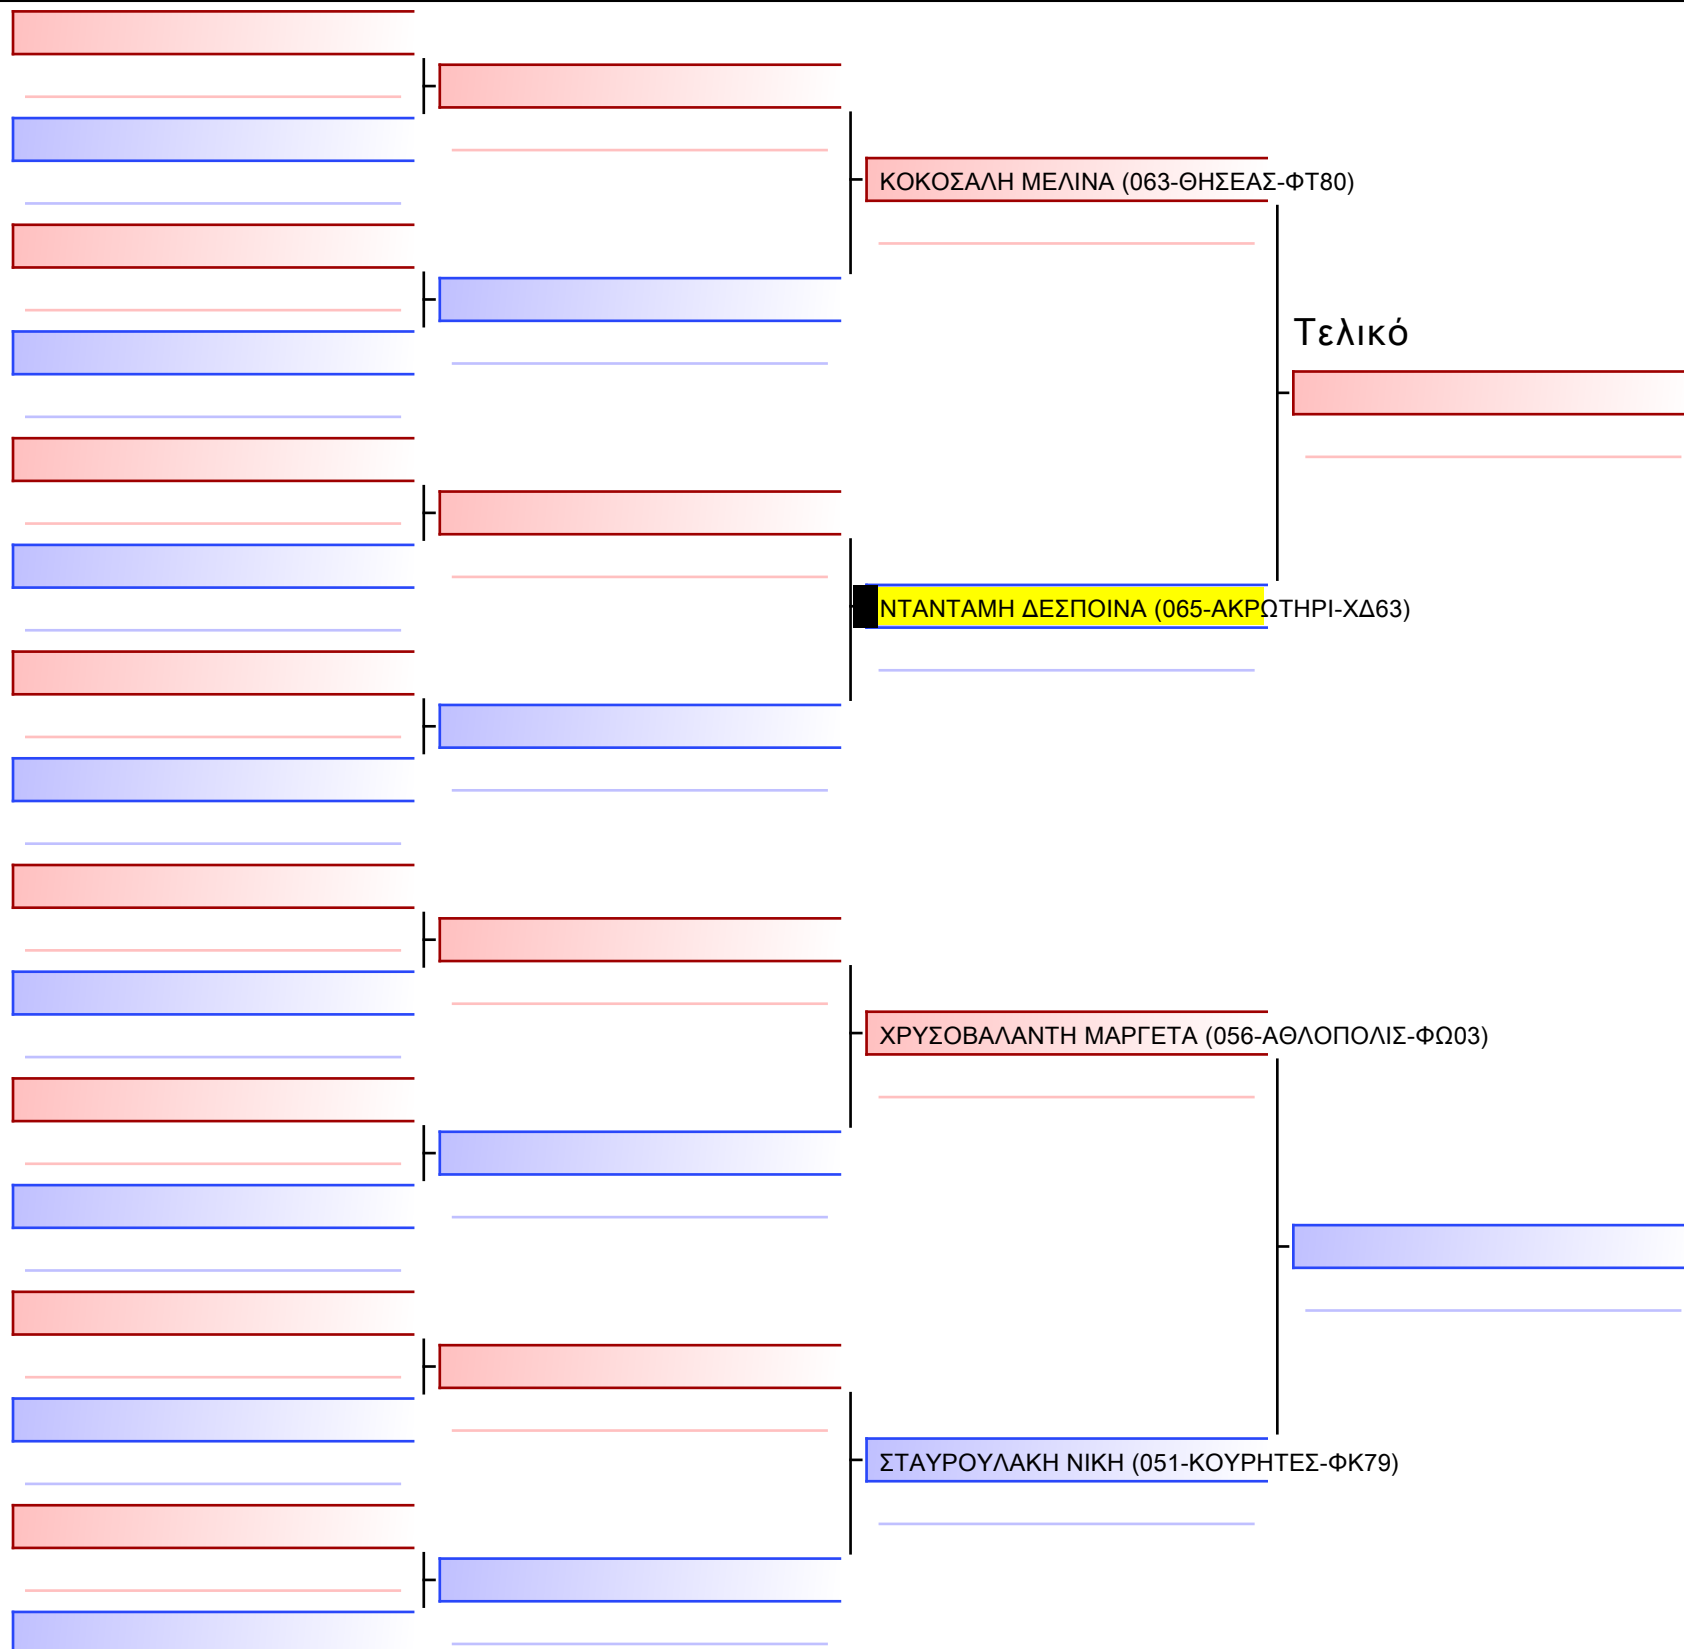 ΚΟΚΟΣΑΛΗ ΜΕΛΙΝΑ (063-ΘΗΣΕΑΣ-ΦΤ80)
Τελικό
ΝΤΑΝΤΑΜΗ ΔΕΣΠΟΙΝΑ (065-ΑΚΡΩΤΗΡΙ-ΧΔ63)
ΧΡΥΣΟΒΑΛΑΝΤΗ ΜΑΡΓΕΤΑ (056-ΑΘΛΟΠΟΛΙΣ-ΦΩ03)
ΣΤΑΥΡΟΥΛΑΚΗ ΝΙΚΗ (051-ΚΟΥΡΗΤΕΣ-ΦΚ79)